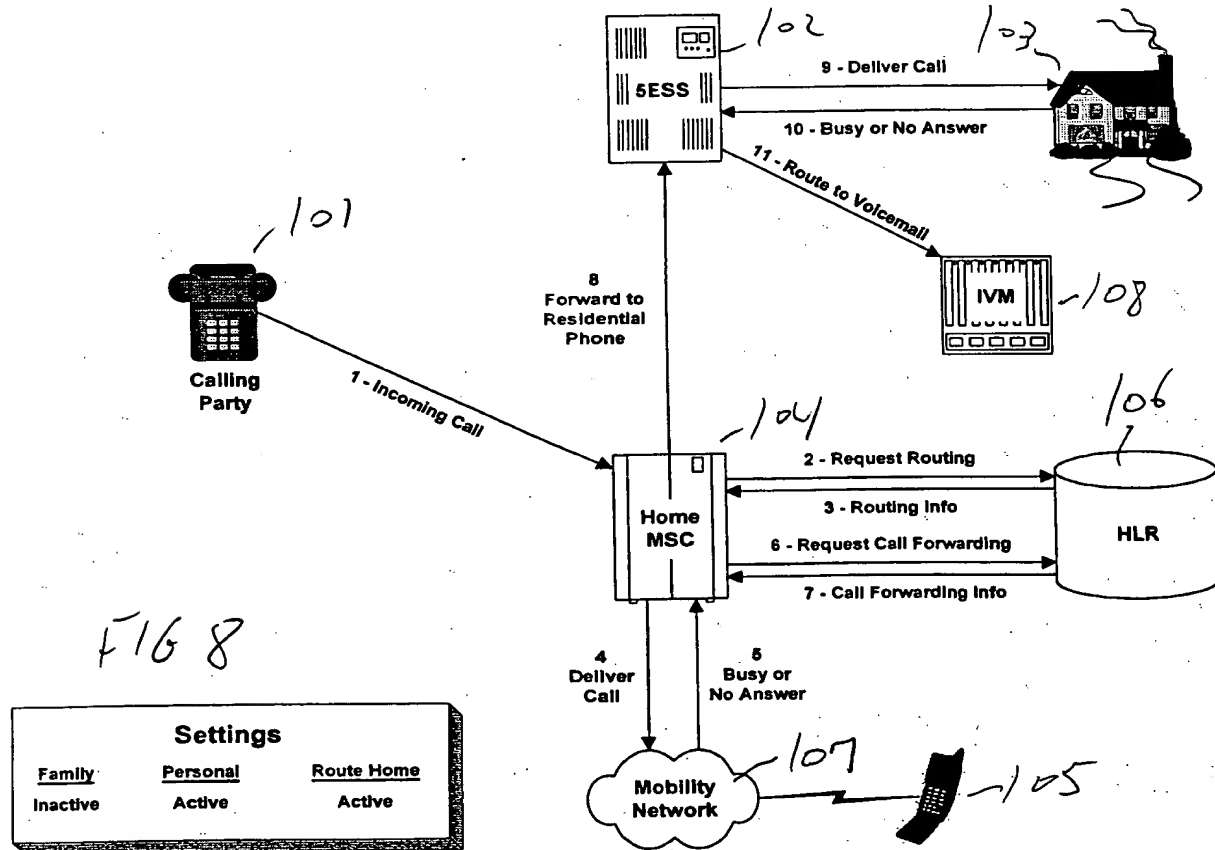 102
103
5ESS
9 - Deliver Call
10 - Busy or No Answer
11 - Route to Voicemail
101
8
Forward to
Residential
Phone
IVM
108
Calling
Party
1 - Incoming Call
104
106
2 - Request Routing
3 - Routing Info
Home
MSC
HLR
6 - Request Call Forwarding
7 - Call Forwarding Info
FIG 8
4
Deliver
Call
5
Busy or
No Answer
Settings
Family Personal Route Home
Inactive Active Active
107
Mobility
Network
105